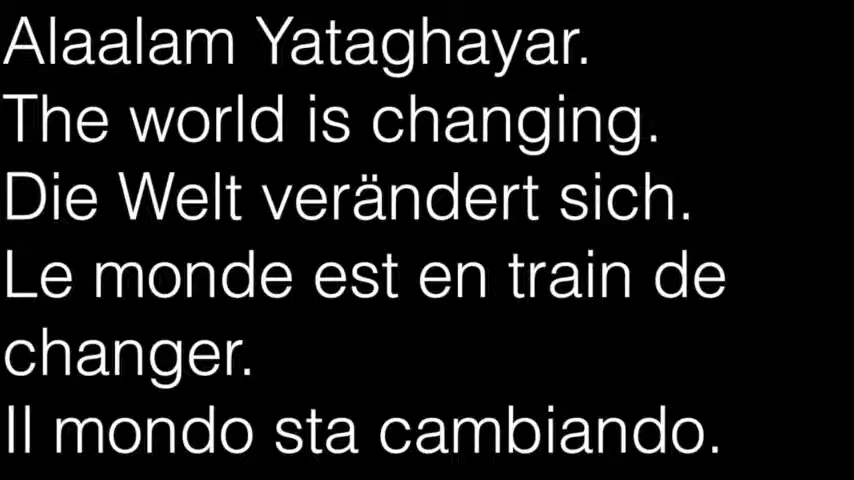 Alaalam Yataghayar.
The world is changing.
Die Welt verändert sich.
Le monde est en train de
changer.
Il mondo sta cambiando.